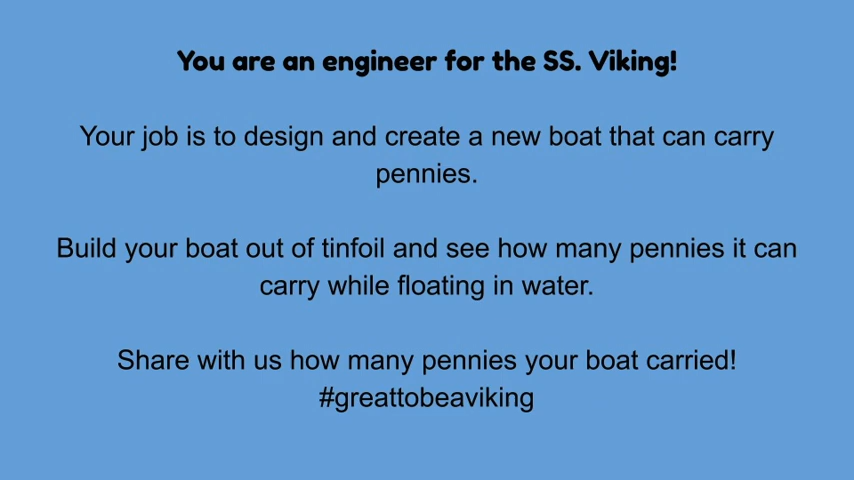 You are an engineer for the SS. Viking!
Your job is to design and create a new boat that can carry
pennies.
Build your boat out of tinfoil and see how many pennies it can
carry while floating in water.
Share with us how many pennies your boat carried!
#greattobeaviking